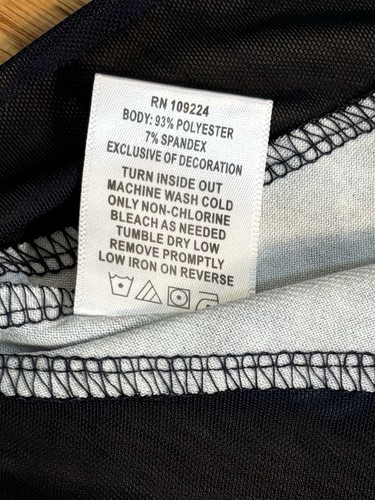 RN 109224
BODY: 93% POLYESTER
7% SPANDEX
EXCLUSIVE OF DECORATION
TURN INSIDE OUT
MACHINE WASH COLD
ONLY NON-CHLORINE
BLEACH AS NEEDED
TUMBLE DRY LOW
REMOVE PROMPTLY
LOW IRON ON REVERSE